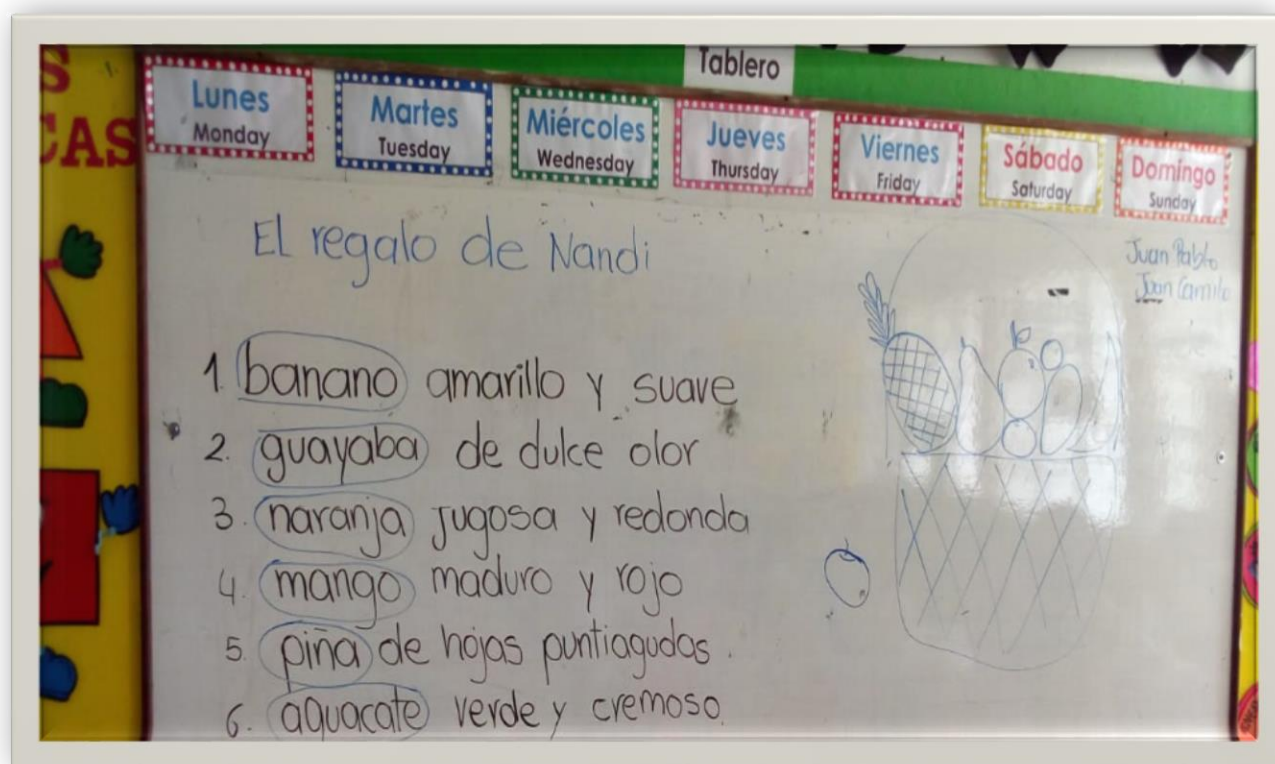 S
CAS
Tablero
Lunes
Monday
Martes
Tuesday
Miércoles
Wednesday
Jueves
Thursday
Viernes
Friday
Sábado
Saturday
Domingo
Sunday
El regalo de Nandi
Juan Pablo
Juan Camilo
1. banano amarillo y suave
2. guayaba de dulce olor
3. naranja jugosa y redonda
4. mango maduro y rojo
5. piña de hojas puntiagudas.
6. aguacate verde y cremoso.